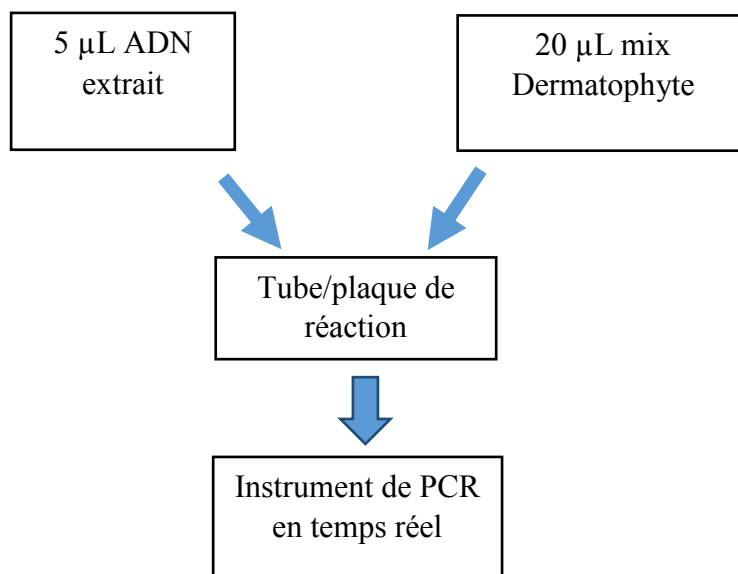 5 µL ADN
extrait
20 µL mix
Dermatophyte
Tube/plaque de
réaction
Instrument de PCR
en temps réel